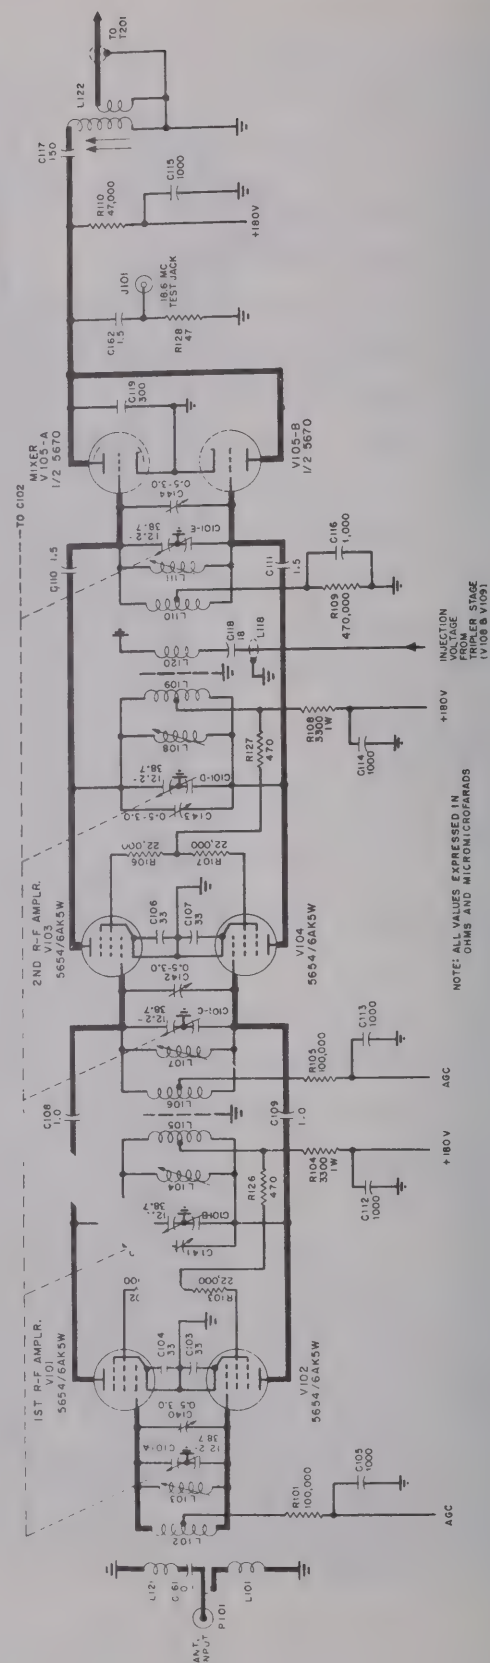 TO C102
1ST R-F AMPLR.
V101
5654/6AK5W
2ND R-F AMPLR.
V103
5654/6AK5W
MIXER
V105-A
1/2 5670
C117
150
L122
TO
T201
C108
1.0
C110 1.5
R110
47,000
C115
1000
+180V
J101
18.6 MC
TEST JACK
C162
1.5
R128
47
C119
300
V105-B
1/2 5670
0.5-3.0
C144
C101-E
12.2-
38.7
L111
L110
C111
1.5
C116
1,000
R109
470,000
L120
C118
18
L118
INJECTION
VOLTAGE
FROM
TRIPLER STAGE
(V108 & V109)
L109
L108
C101-D
12.2-
38.7
C143
0.5-3.0
R127
470
R108
3300
1W
+180V
C114
1000
R106
22,000
R107
22,000
C106
33
C107
33
V104
5654/6AK5W
0.5-3.0
C142
C101-C
12.2-
38.7
L107
L106
L105
C109
1.0
R105
100,000
C113
1000
AGC
L104
C101-B
12.2-
38.7
C141
R126
470
R104
3300
1W
+180V
C112
1000
R103
22,000
C104
33
C103
33
V102
5654/6AK5W
0.5 3.0
C140
C101-A
12.2-
38.7
L103
L102
R101
100,000
C105
1000
AGC
L121
L101
P101
ANT.
NOTE: ALL VALUES EXPRESSED IN
OHMS AND MICROMICROFARADS